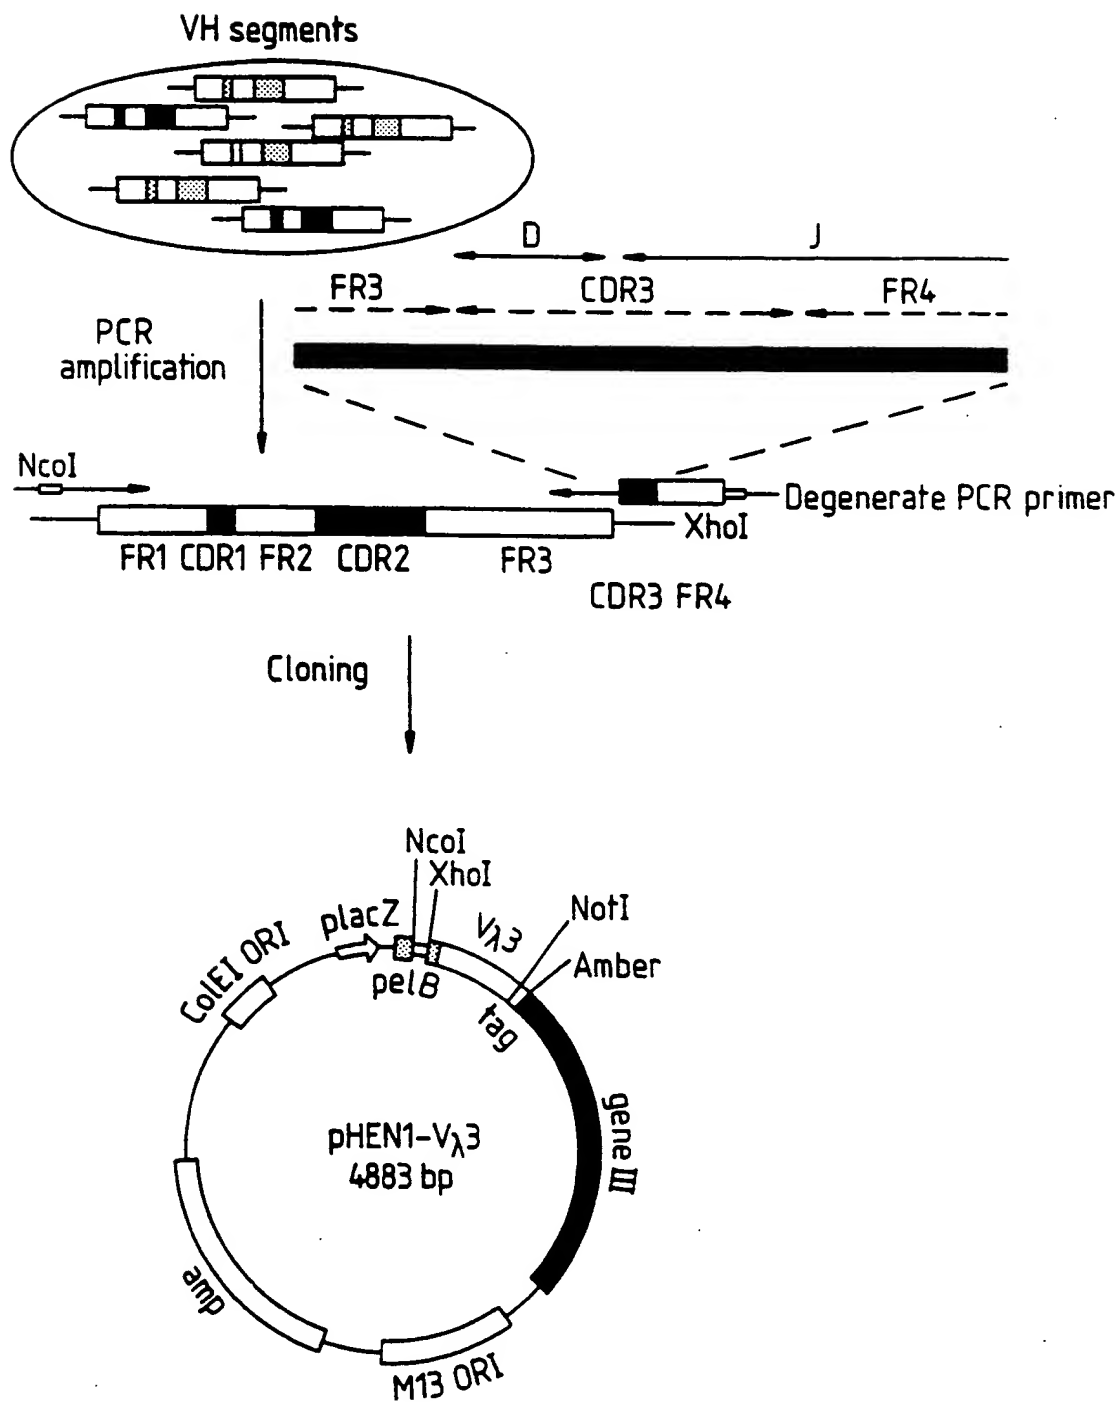 VH segments
D
J
FR3
CDR3
FR4
PCR
amplification
NcoI
Degenerate PCR primer
XhoI
FR1 CDR1 FR2 CDR2 FR3
CDR3 FR4
Cloning
NcoI
XhoI
placZ
Vλ3
NotI
ColEI ORI
pelB
Amber
tag
gene III
pHEN1-Vλ3
4883 bp
amp
M13 ORI